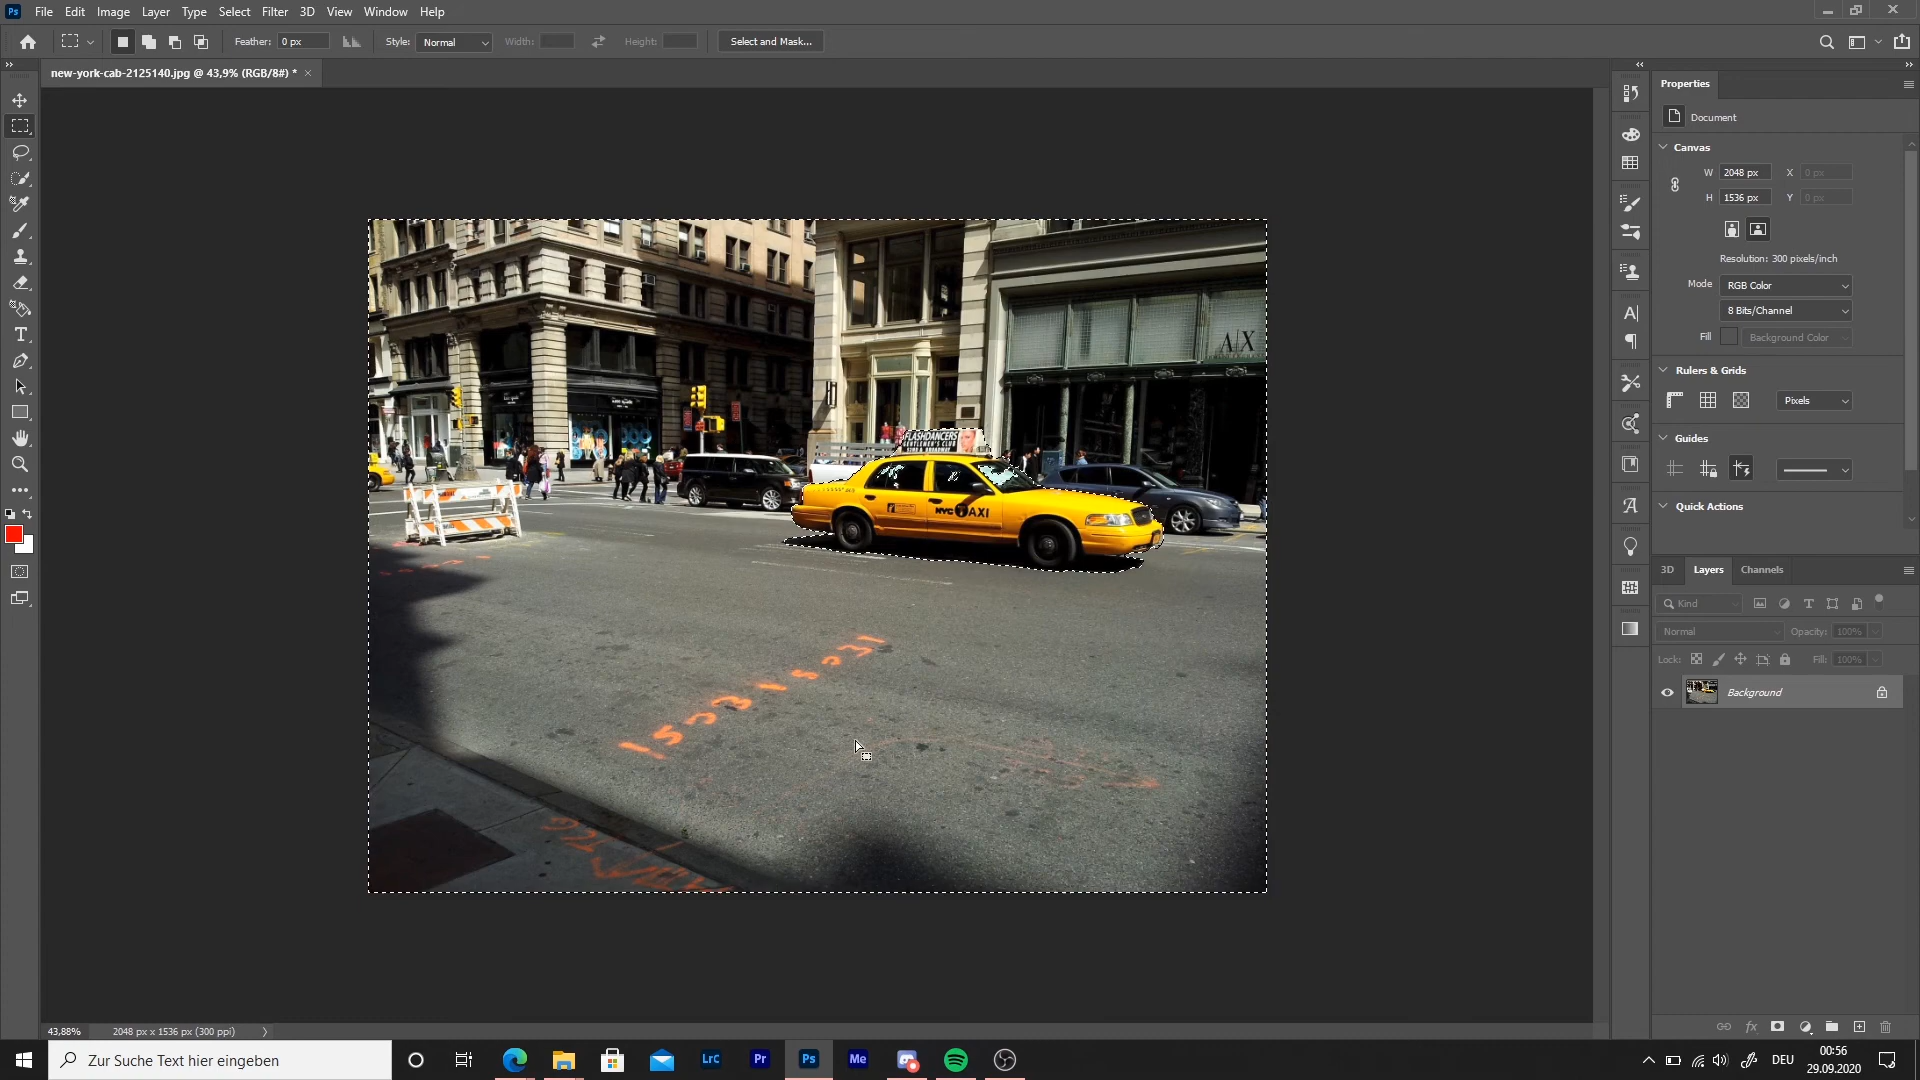 Ps File Edit Image Layer Type Select Filter 3D View Window Help
Feather: 0 px Style: Normal Width: Height: Select and Mask...
new-york-cab-2125140.jpg @ 43,9% (RGB/8#) * ×
Properties
Document
Canvas
W 2048 px X 0 px
H 1536 px Y 0 px
Resolution: 300 pixels/inch
Mode RGB Color
8 Bits/Channel
Fill Background Color
Rulers & Grids
Pixels
Guides
Quick Actions
3D Layers Channels
Kind
Normal Opacity: 100%
Lock: Fill: 100%
Background
A|X
FLASHDANCERS
GENTLEMEN'S CLUB
NYC TAXI
43,88% 2048 px x 1536 px (300 ppi)
Zur Suche Text hier eingeben
LrC Pr Ps Me
DEU
00:56
29.09.2020